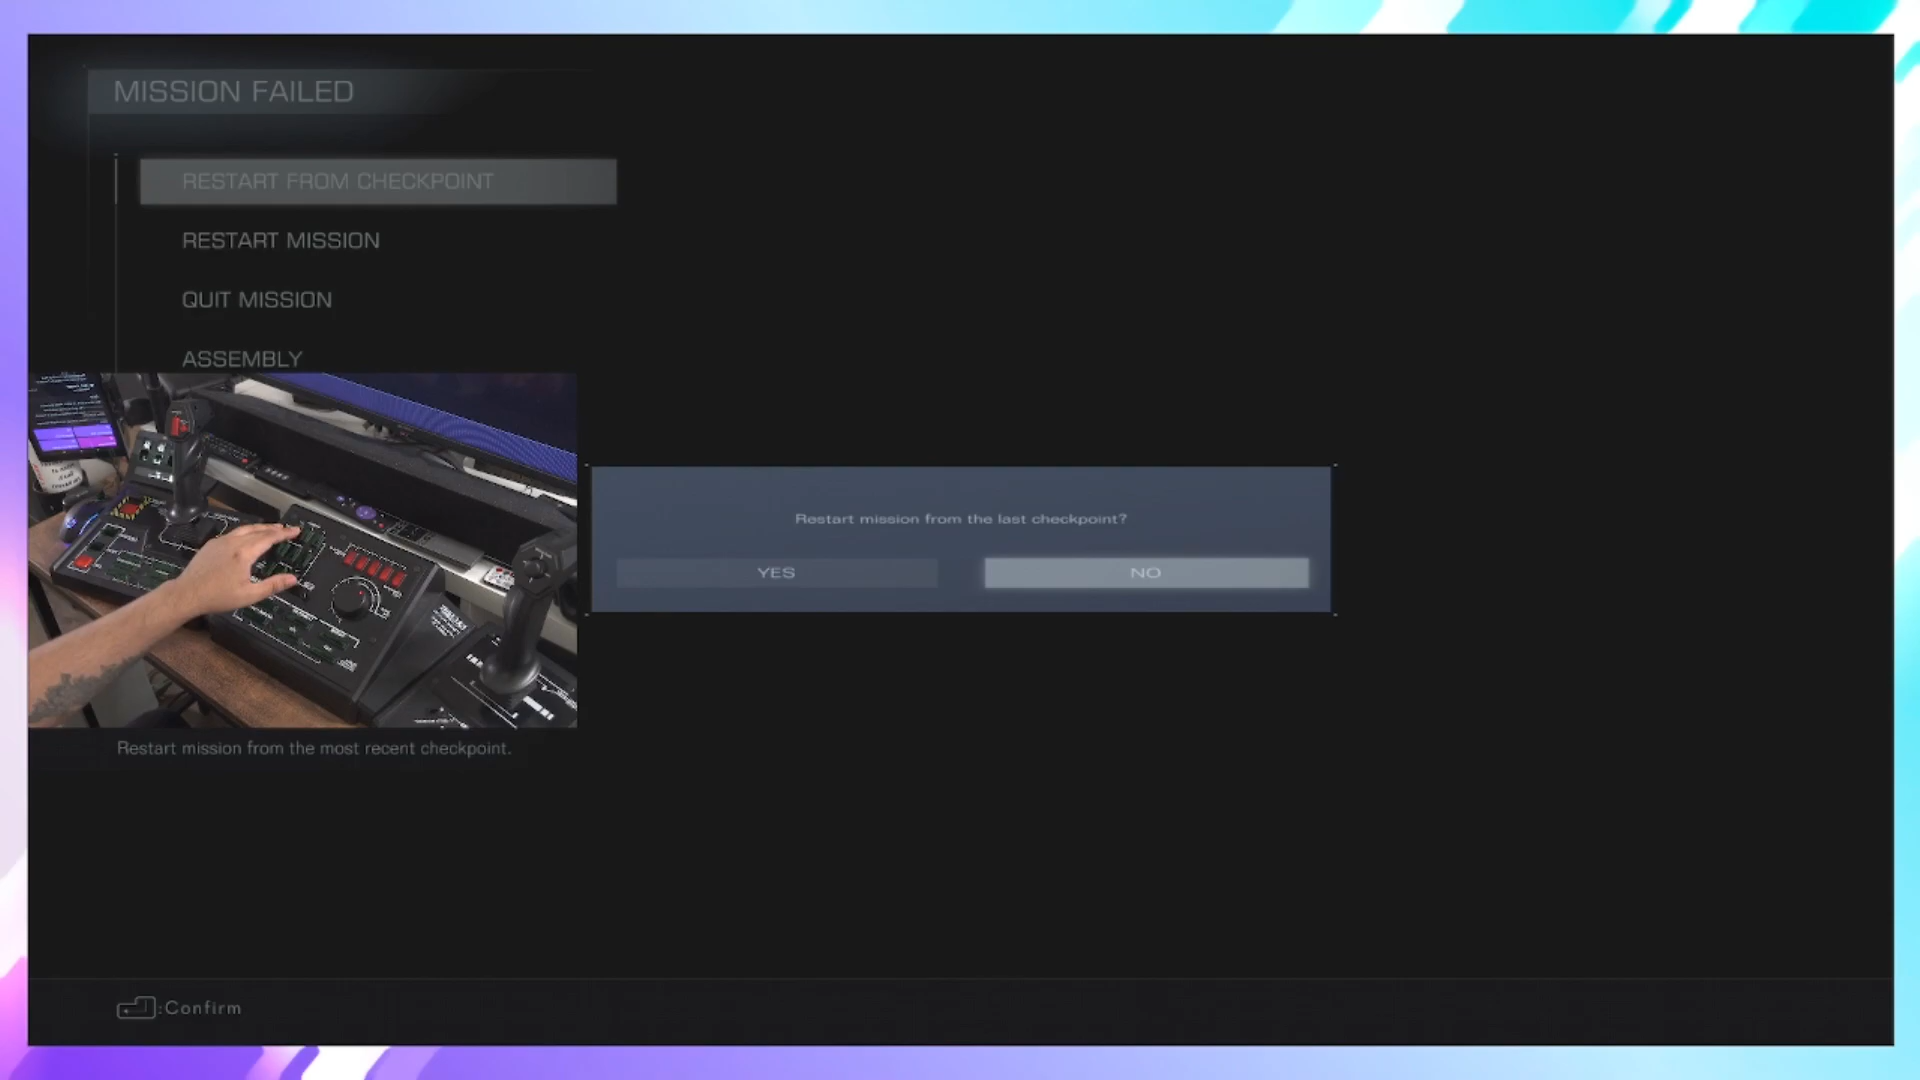 MISSION FAILED
RESTART FROM CHECKPOINT
RESTART MISSION
QUIT MISSION
ASSEMBLY
Restart mission from the last checkpoint?
YES
NO
Restart mission from the most recent checkpoint.
:Confirm